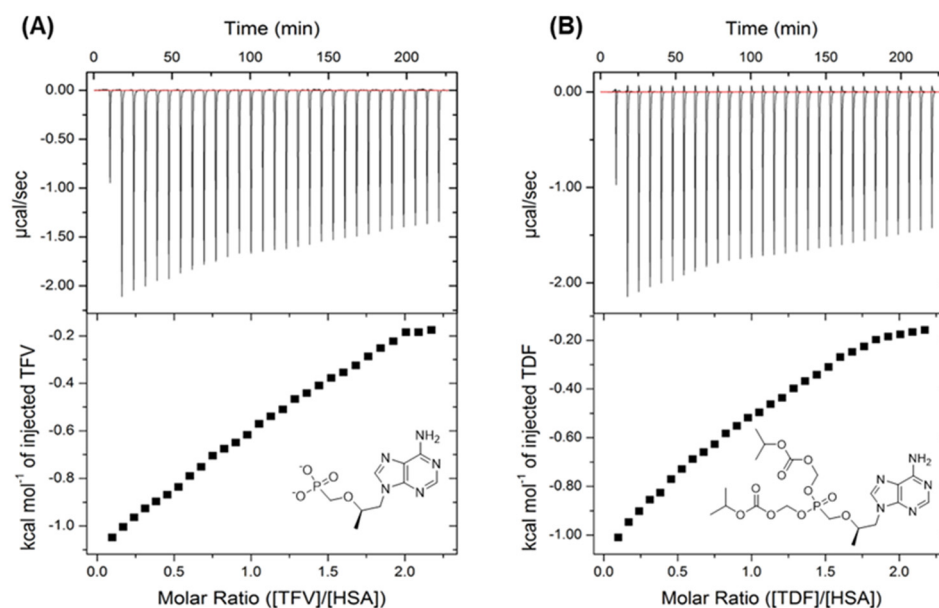 (A)
Time (min)
0 50 100 150 200
0.00
-0.50
-1.00
-1.50
-2.00
µcal/sec
-0.2
-0.4
-0.6
-0.8
-1.0
kcal mol⁻¹ of injected TFV
NH₂
N
N
N
N
O
O⁻
P
⁻O
O
0.0 0.5 1.0 1.5 2.0
Molar Ratio ([TFV]/[HSA])
(B)
Time (min)
0 50 100 150 200
0.00
-1.00
-2.00
µcal/sec
-0.20
-0.40
-0.60
-0.80
-1.00
kcal mol⁻¹ of injected TDF
O
O
O
O
O
O
O
O
P
O
O
NH₂
N
N
N
N
0.0 0.5 1.0 1.5 2.0
Molar Ratio ([TDF]/[HSA])